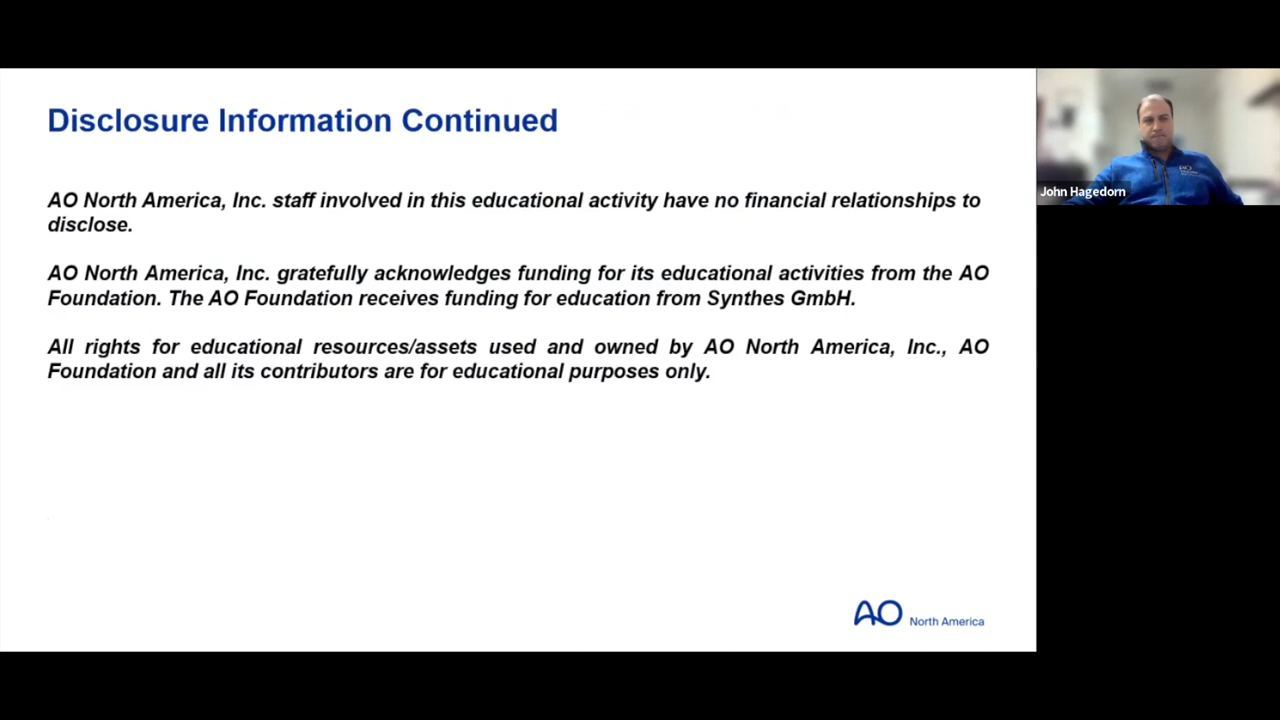 Disclosure Information Continued
AO North America, Inc. staff involved in this educational activity have no financial relationships to
disclose.
AO North America, Inc. gratefully acknowledges funding for its educational activities from the AO
Foundation. The AO Foundation receives funding for education from Synthes GmbH.
All rights for educational resources/assets used and owned by AO North America, Inc., AO
Foundation and all its contributors are for educational purposes only.
AO North America
John Hagedorn
AO